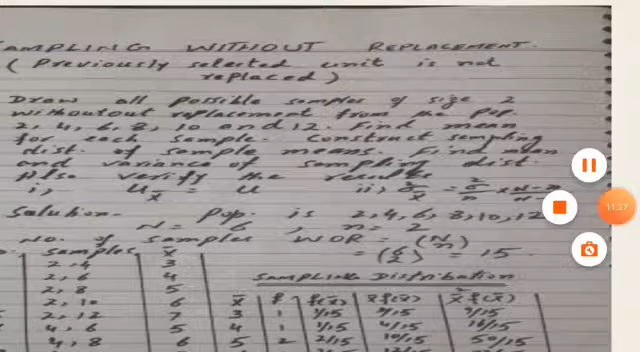 SAMPLING WITHOUT REPLACEMENT.
(Previously selected unit is not
replaced)
Draw all possible samples of size 2
withoutout replacement from the Pop
2, 4, 6, 8, 10 and 12. Find mean
for each sample. Construct sampling
dist. of sample means. Find mean
and variance of sampling dist.
Also verify the results
i, u_x̄ = u ii) σ²_x̄ = σ²/n ×
Solution- Pop. is 2,4,6,8,10,12
N = 6, n = 2
No. of samples WOR = (N n)
= (6 2) = 15
samples x̄
Sampling Distribution
2,4 3
2,6 4
2,8 5
2,10 6 x̄ f f(x̄) x̄f(x̄) x̄²f(x̄)
2,12 7 3 1 1/15 3/15 9/15
4,6 5 4 1 1/15 4/15 16/15
4,8 6 5 2 2/15 10/15 50/15
11:27